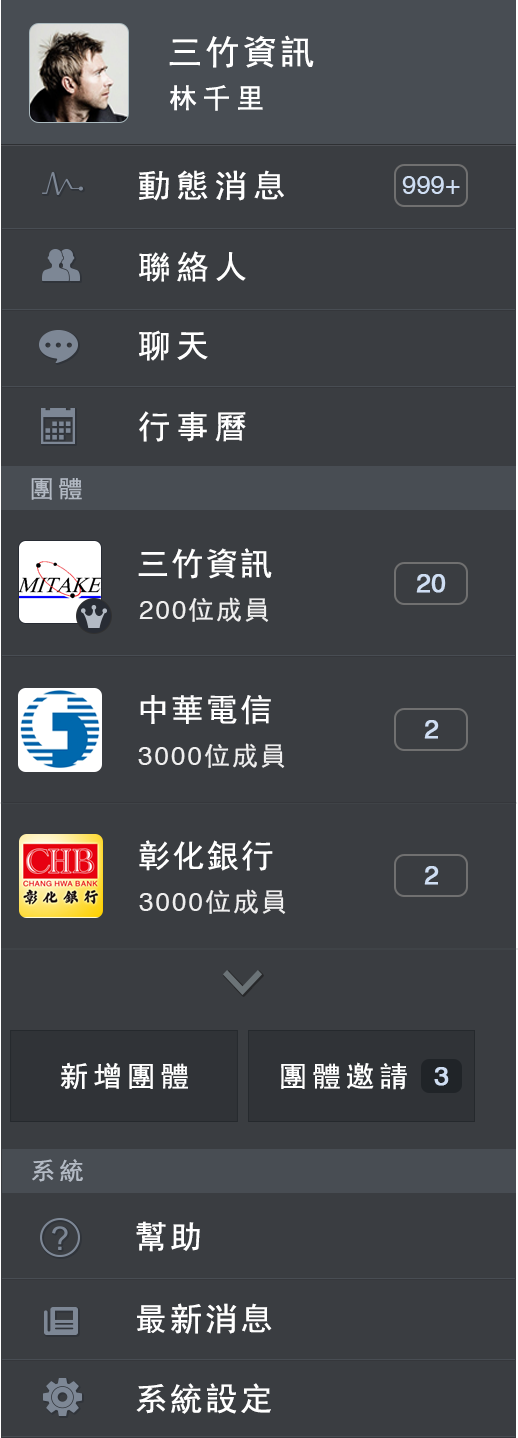 三竹資訊
林千里
動態消息
999+
聯絡人
聊天
行事曆
團體
MITAKE
三竹資訊
200位成員
20
中華電信
3000位成員
2
CHB
CHANG HWA BANK
彰化銀行
彰化銀行
3000位成員
2
新增團體
團體邀請 3
系統
?
幫助
最新消息
系統設定